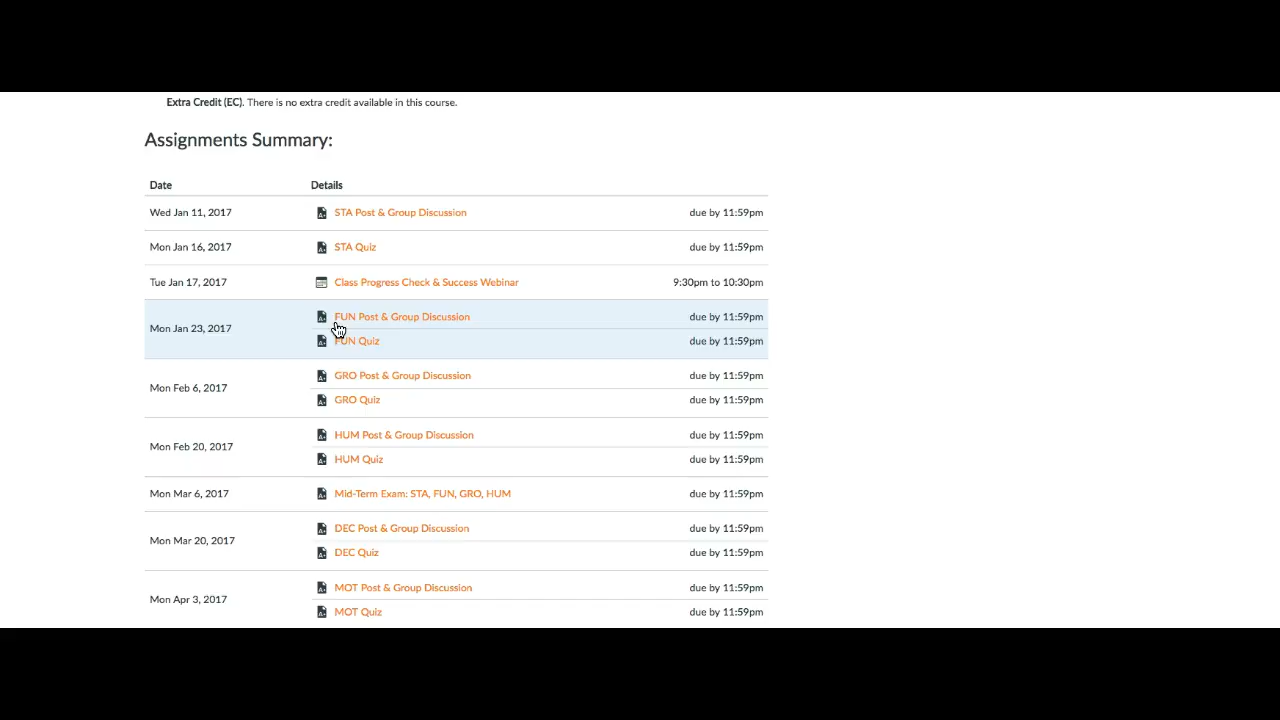 Extra Credit (EC). There is no extra credit available in this course.
Assignments Summary:
Date Details
Wed Jan 11, 2017 STA Post & Group Discussion due by 11:59pm
Mon Jan 16, 2017 STA Quiz due by 11:59pm
Tue Jan 17, 2017 Class Progress Check & Success Webinar 9:30pm to 10:30pm
FUN Post & Group Discussion due by 11:59pm
Mon Jan 23, 2017
FUN Quiz due by 11:59pm
GRO Post & Group Discussion due by 11:59pm
Mon Feb 6, 2017
GRO Quiz due by 11:59pm
HUM Post & Group Discussion due by 11:59pm
Mon Feb 20, 2017
HUM Quiz due by 11:59pm
Mon Mar 6, 2017 Mid-Term Exam: STA, FUN, GRO, HUM due by 11:59pm
DEC Post & Group Discussion due by 11:59pm
Mon Mar 20, 2017
DEC Quiz due by 11:59pm
MOT Post & Group Discussion due by 11:59pm
Mon Apr 3, 2017
MOT Quiz due by 11:59pm